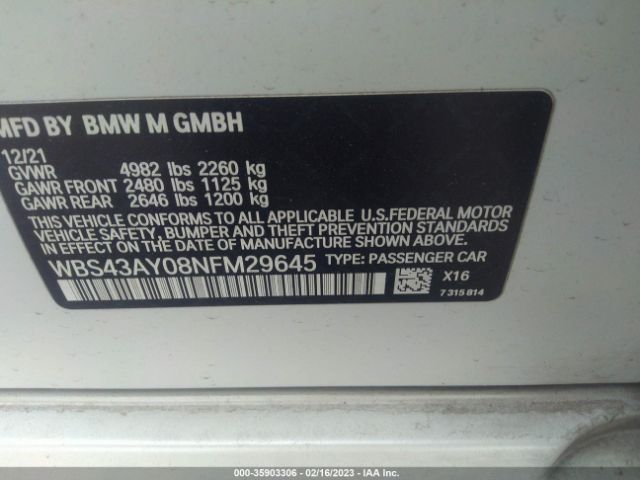 MFD BY BMW M GMBH
12/21
GVWR 4982 lbs 2260 kg
GAWR FRONT 2480 lbs 1125 kg
GAWR REAR 2646 lbs 1200 kg
THIS VEHICLE CONFORMS TO ALL APPLICABLE U.S.FEDERAL MOTOR
VEHICLE SAFETY, BUMPER AND THEFT PREVENTION STANDARDS
IN EFFECT ON THE DATE OF MANUFACTURE SHOWN ABOVE.
WBS43AY08NFM29645 TYPE: PASSENGER CAR
X16
7 315 814
000-35903306 - 02/16/2023 - IAA Inc.